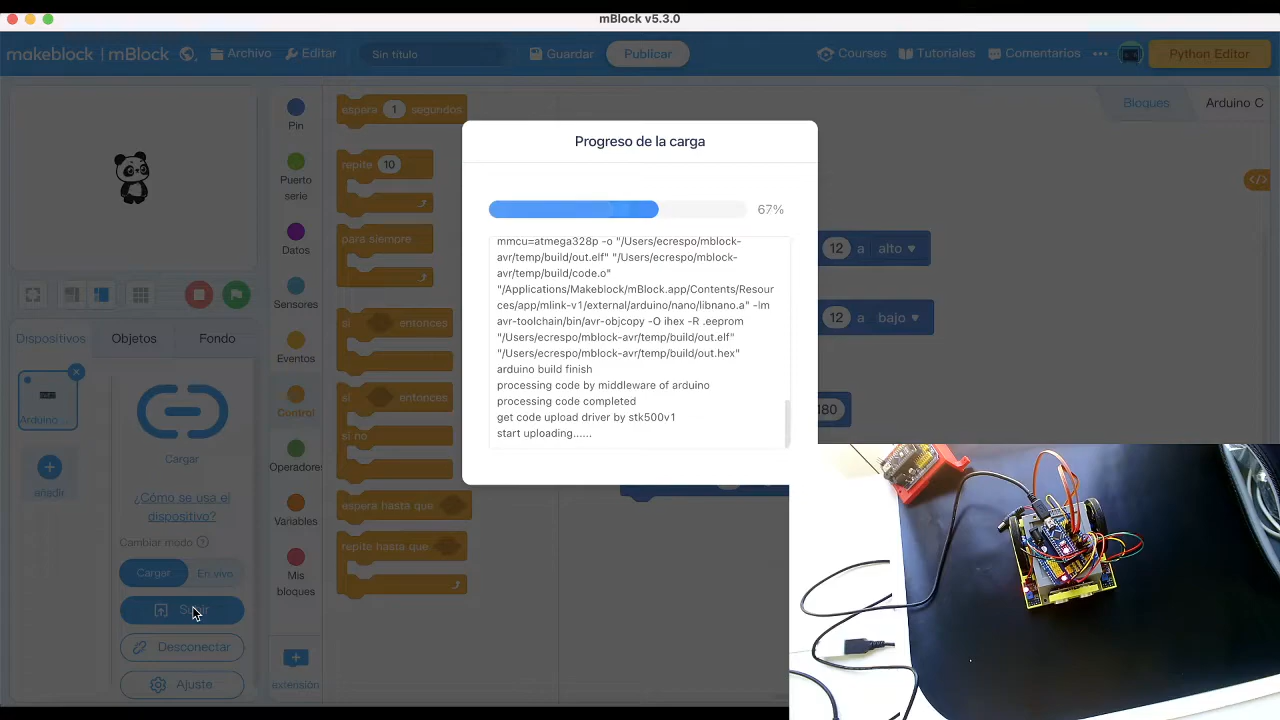 mBlock v5.3.0
makeblock | mBlock
Archivo
Editar
Sin título
Guardar
Publicar
Courses
Tutoriales
Comentarios
Python Editor
Pin
Puerto
serie
Datos
Sensores
Eventos
Control
Operadores
Variables
Mis
bloques
extensión
espera 1 segundos
repite 10
para siempre
si entonces
si entonces
si no
espera hasta que
repite hasta que
Bloques
Arduino C
12 a alto
12 a bajo
180
Dispositivos
Objetos
Fondo
Arduino
añadir
Cargar
¿Cómo se usa el
dispositivo?
Cambiar modo
Cargar
En vivo
Subir
Desconectar
Ajuste
Progreso de la carga
67%
mmcu=atmega328p -o "/Users/ecrespo/mblock-
avr/temp/build/out.elf" "/Users/ecrespo/mblock-
avr/temp/build/code.o"
"/Applications/Makeblock/mBlock.app/Contents/Resour
ces/app/mlink-v1/external/arduino/nano/libnano.a" -lm
avr-toolchain/bin/avr-objcopy -O ihex -R .eeprom
"/Users/ecrespo/mblock-avr/temp/build/out.elf"
"/Users/ecrespo/mblock-avr/temp/build/out.hex"
arduino build finish
processing code by middleware of arduino
processing code completed
get code upload driver by stk500v1
start uploading......